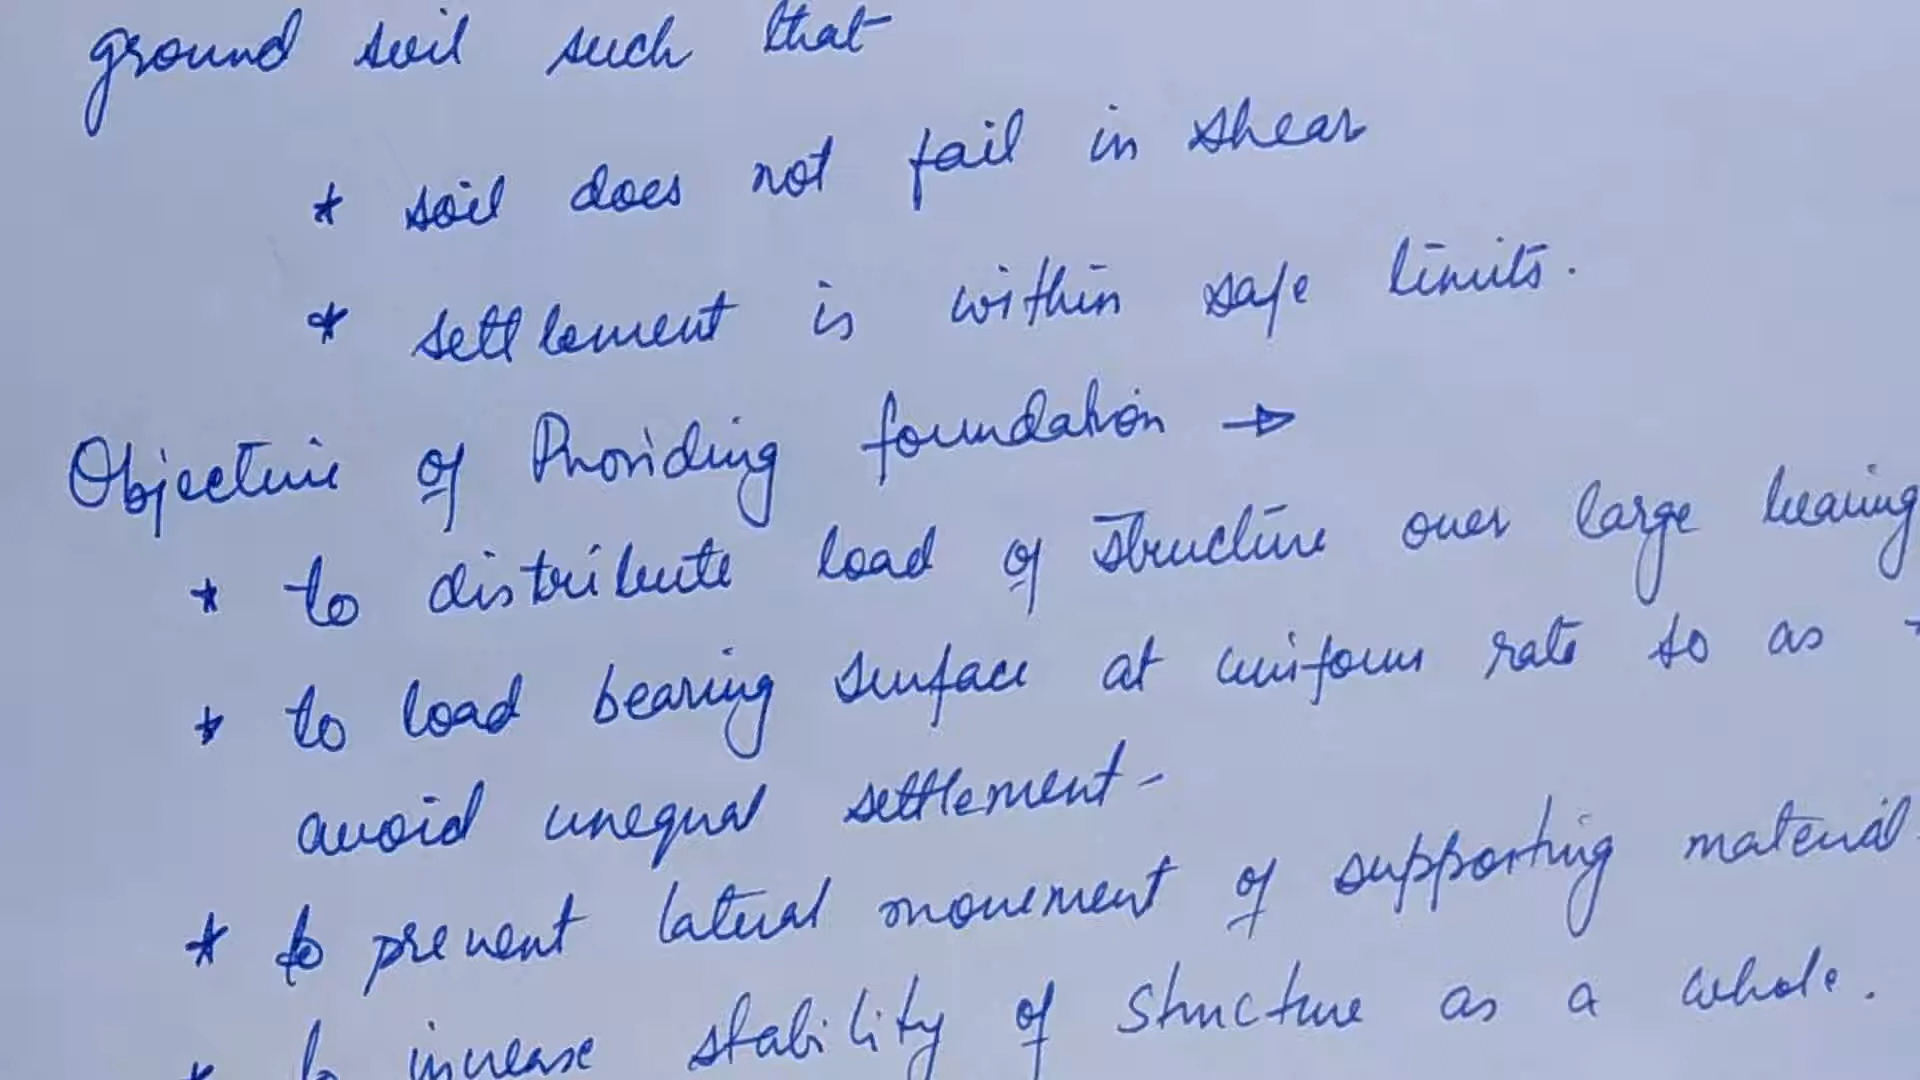 ground soil such that
* soil does not fail in shear
* settlement is within safe limits.
Objective of Providing foundation →
* to distribute load of structure over large bearing
* to load bearing surface at uniform rate so as
avoid unequal settlement-
* to prevent lateral movement of supporting material.
* to increase stability of structure as a whole.